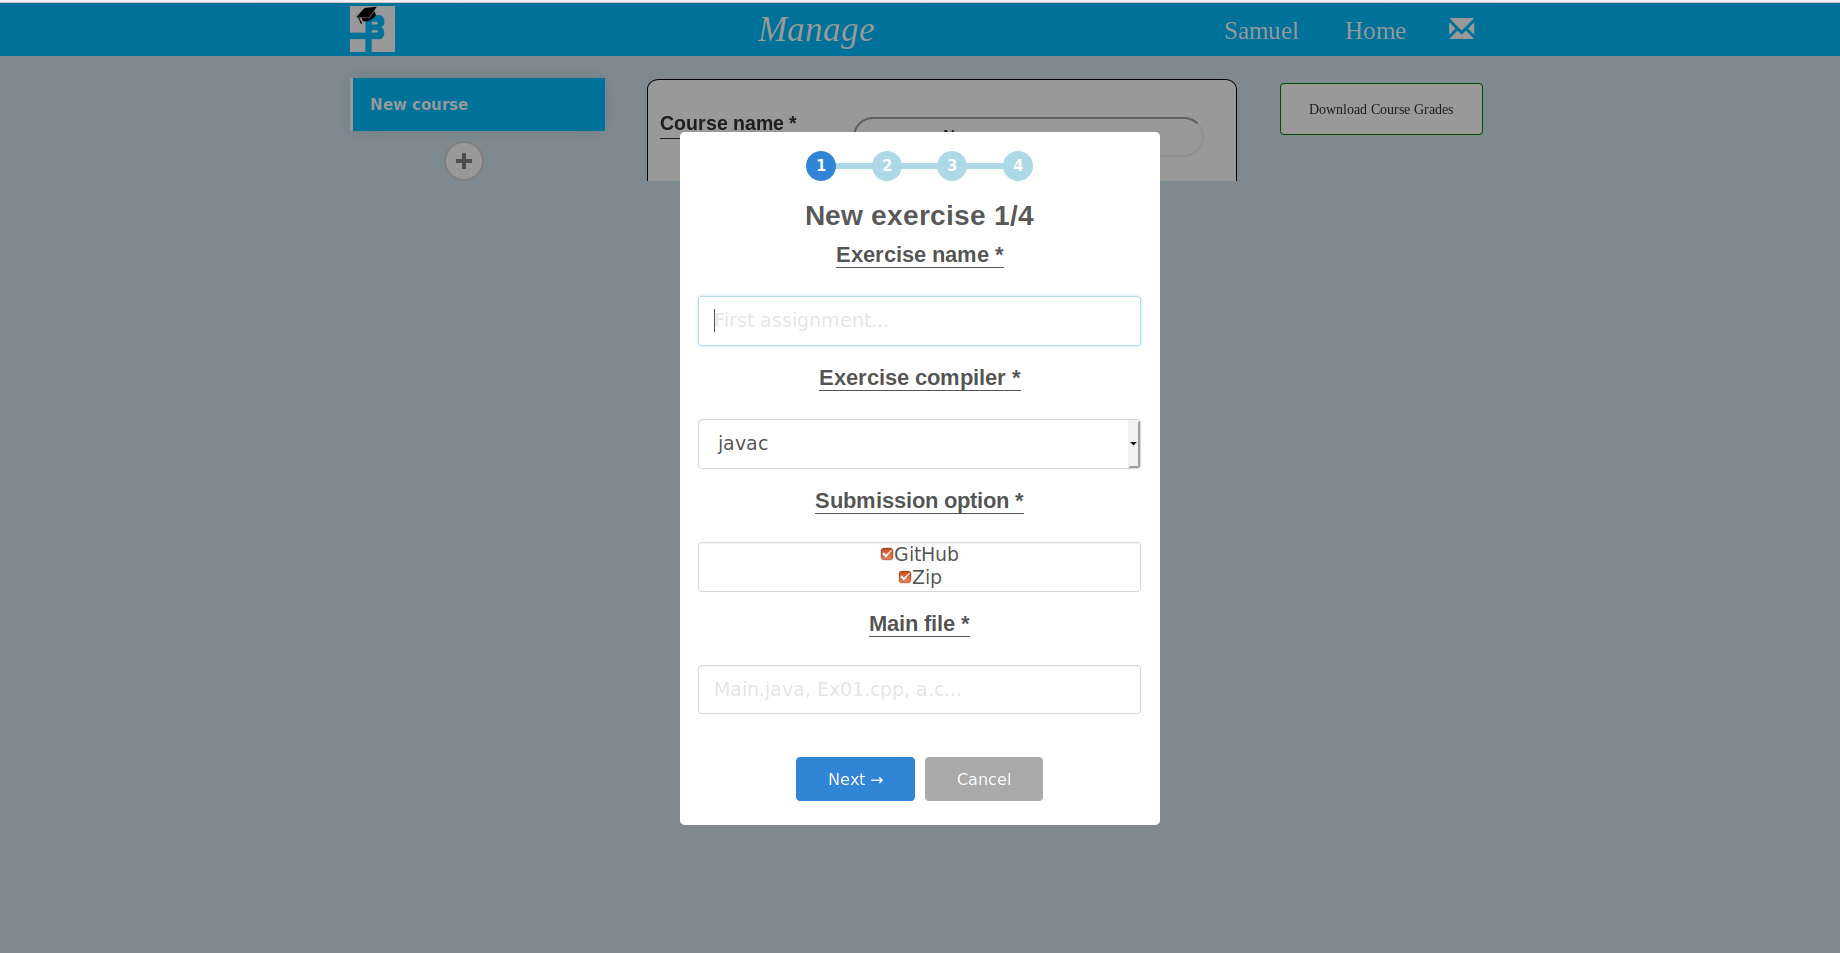 Manage
Samuel
Home
New course
Course name *
Download Course Grades
1 2 3 4
New exercise 1/4
Exercise name *
First assignment...
Exercise compiler *
javac
Submission option *
GitHub
Zip
Main file *
Main.java, Ex01.cpp, a.c...
Next →
Cancel